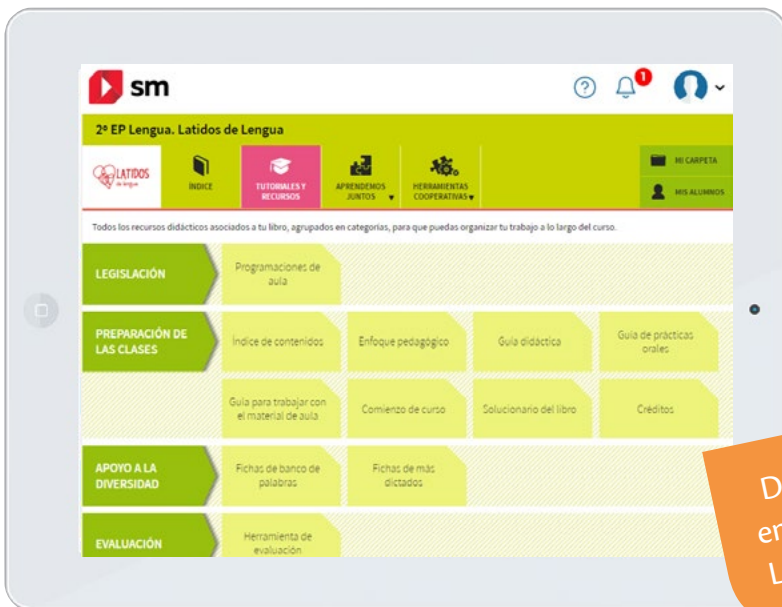 sm
1
2º EP Lengua. Latidos de Lengua
LATIDOS
de lengua
ÍNDICE
TUTORIALES Y
RECURSOS
APRENDEMOS
JUNTOS
HERRAMIENTAS
COOPERATIVAS
MI CARPETA
MIS ALUMNOS
Todos los recursos didácticos asociados a tu libro, agrupados en categorías, para que puedas organizar tu trabajo a lo largo del curso.
LEGISLACIÓN
Programaciones de
aula
PREPARACIÓN DE
LAS CLASES
Índice de contenidos
Enfoque pedagógico
Guía didáctica
Guía de prácticas
orales
Guía para trabajar con
el material de aula
Comienzo de curso
Solucionario del libro
Créditos
APOYO A LA
DIVERSIDAD
Fichas de banco de
palabras
Fichas de más
dictados
EVALUACIÓN
Herramienta de
evaluación